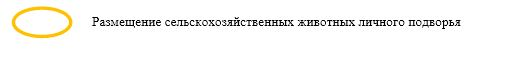 Размещение сельскохозяйственных животных личного подворья